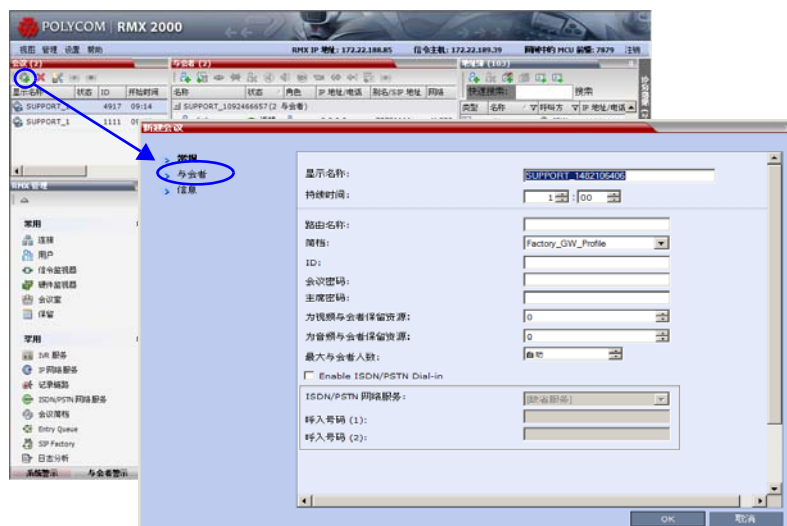 POLYCOM | RMX 2000
视图 管理 设置 帮助
RMX IP 地址: 172.22.188.85 信令主机: 172.22.189.39 网守中的 MCU 前缀: 7879 注销
会议 (2)
显示名称 状态 ID 开始时间
SUPPORT_ 4917 09:14
SUPPORT_1 1111
与会者 (2)
名称 状态 角色 IP 地址/电话 别名/SIP 地址 网络
SUPPORT_1092466657(2 与会者)
地址簿 (103)
快速搜索: 搜索
类型 名称 呼叫方 IP 地址/电话
RMX 管理
常用
连接
用户
信令监视器
硬件监视器
会议室
保留
罕用
IVR 服务
IP 网络服务
记录链路
ISDN/PSTN 网络服务
会议简档
Entry Queue
SIP Factory
日志分析
系统警示 与会者警示
新建会议
常规
与会者
信息
显示名称: SUPPORT_1482106406
持续时间: 1 : 00
路由名称:
简档: Factory_GW_Profile
ID:
会议密码:
主席密码:
为视频与会者保留资源: 0
为音频与会者保留资源: 0
最大与会者人数: 自动
Enable ISDN/PSTN Dial-in
ISDN/PSTN 网络服务: [缺省服务]
呼入号码 (1):
呼入号码 (2):
OK 取消